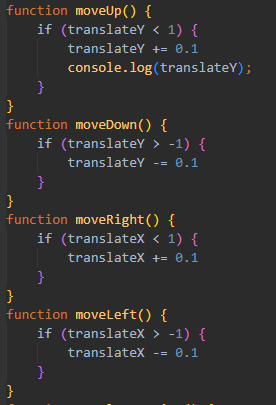 function moveUp() {
    if (translateY < 1) {
        translateY += 0.1
        console.log(translateY);
    }
}
function moveDown() {
    if (translateY > -1) {
        translateY -= 0.1
    }
}
function moveRight() {
    if (translateX < 1) {
        translateX += 0.1
    }
}
function moveLeft() {
    if (translateX > -1) {
        translateX -= 0.1
    }
}